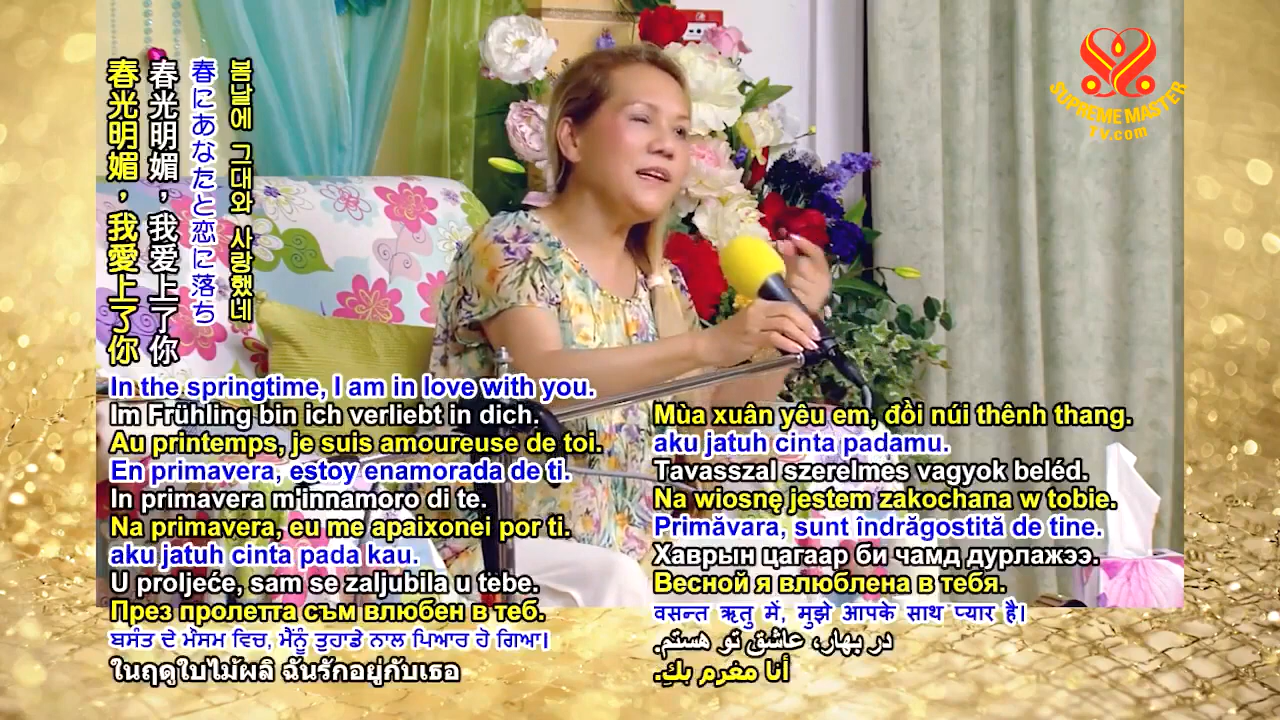 봄날에 그대와 사랑했네
春にあなたと恋に落ち
春光明媚，我爱上了你
春光明媚，我愛上了你
SUPREME MASTER
TV.com
In the springtime, I am in love with you.
Im Frühling bin ich verliebt in dich.
Au printemps, je suis amoureuse de toi.
En primavera, estoy enamorada de ti.
In primavera m'innamoro di te.
Na primavera, eu me apaixonei por ti.
aku jatuh cinta pada kau.
U proljeće, sam se zaljubila u tebe.
През пролетта съм влюбен в теб.
ਬਸੰਤ ਦੇ ਮੌਸਮ ਵਿਚ, ਮੈਂਨੂੰ ਤੁਹਾਡੇ ਨਾਲ ਪਿਆਰ ਹੋ ਗਿਆ।
ในฤดูใบไม้ผลิ ฉันรักอยู่กับเธอ
Mùa xuân yêu em, đồi núi thênh thang.
aku jatuh cinta padamu.
Tavasszal szerelmes vagyok beléd.
Na wiosnę jestem zakochana w tobie.
Primăvara, sunt îndrăgostită de tine.
Хаврын цагаар би чамд дурлажээ.
Весной я влюблена в тебя.
वसन्त ऋतु में, मुझे आपके साथ प्यार है।
در بهار، عاشق تو هستم.
أنا مغرم بكِ.